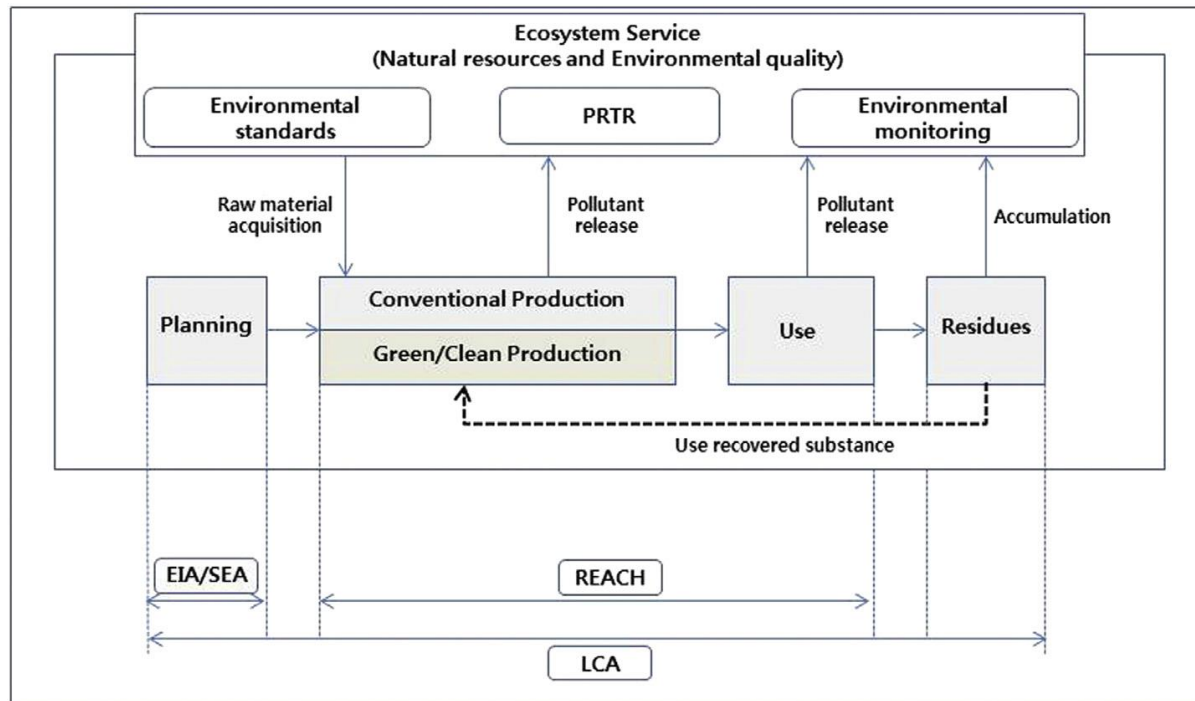 Ecosystem Service
(Natural resources and Environmental quality)
Environmental
standards
PRTR
Environmental
monitoring
Raw material
acquisition
Pollutant
release
Pollutant
release
Accumulation
Planning
Conventional Production
Green/Clean Production
Use
Residues
Use recovered substance
EIA/SEA
REACH
LCA